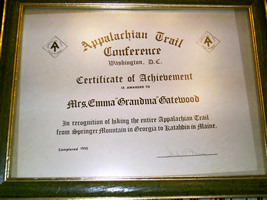 Appalachian Trail
Conference
Washington, D.C.
Certificate of Achievement
IS AWARDED TO
Mrs. Emma "Grandma" Gatewood
In recognition of hiking the entire Appalachian Trail
from Springer Mountain in Georgia to Katahdin in Maine.
Completed